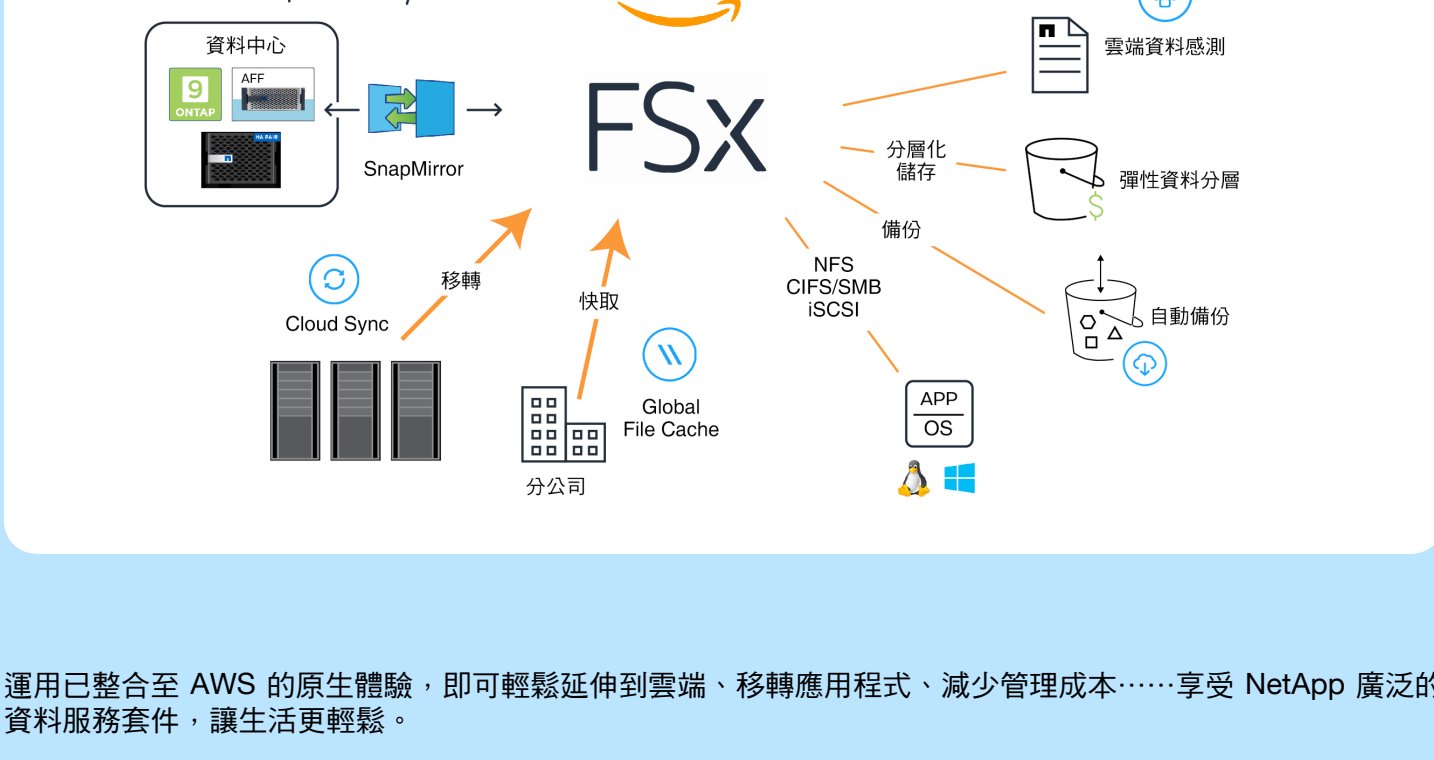 資料中心
9
ONTAP
AFF
HA PAIR
SnapMirror
FSx
雲端資料感測
分層化
儲存
彈性資料分層
$
備份
NFS
CIFS/SMB
iSCSI
自動備份
移轉
Cloud Sync
快取
Global
File Cache
分公司
APP
OS
運用已整合至 AWS 的原生體驗，即可輕鬆延伸到雲端、移轉應用程式、減少管理成本⋯⋯享受 NetApp 廣泛的
資料服務套件，讓生活更輕鬆。